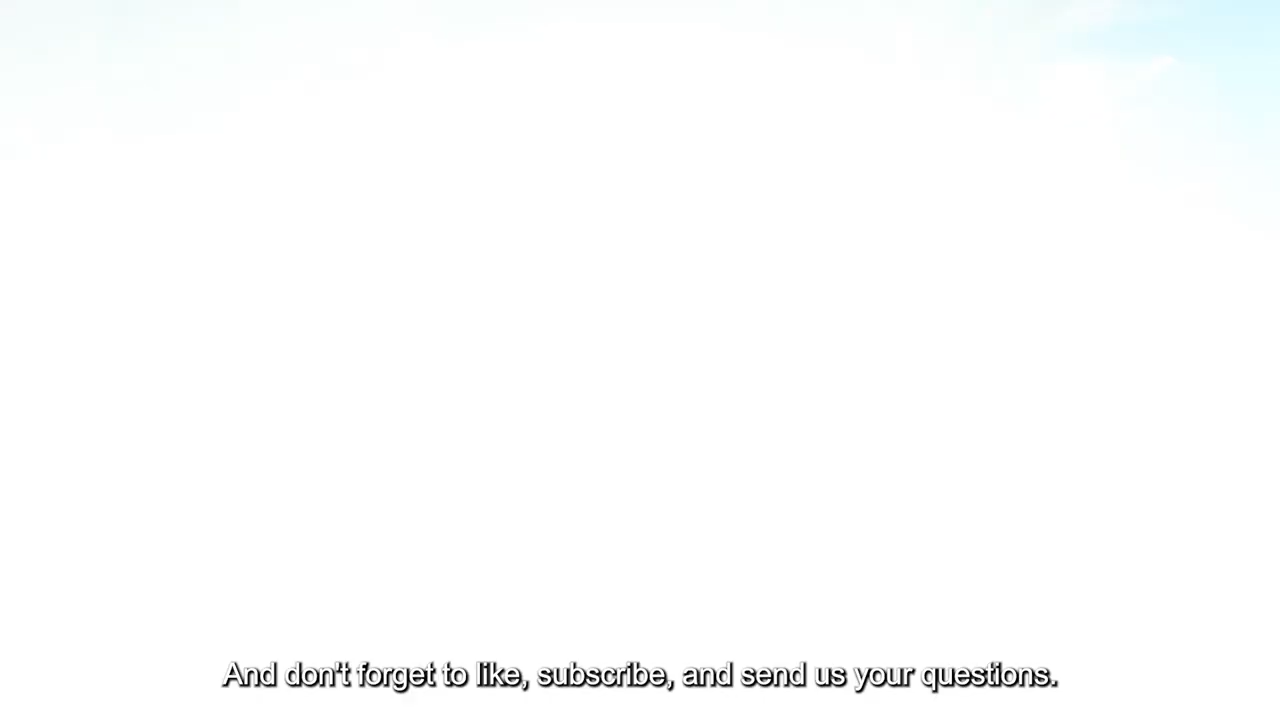 And don't forget to like, subscribe, and send us your questions.